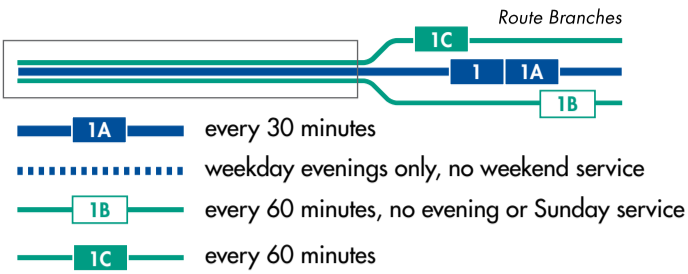 Route Branches
1C
1 1A
1B
1A every 30 minutes
weekday evenings only, no weekend service
1B every 60 minutes, no evening or Sunday service
1C every 60 minutes